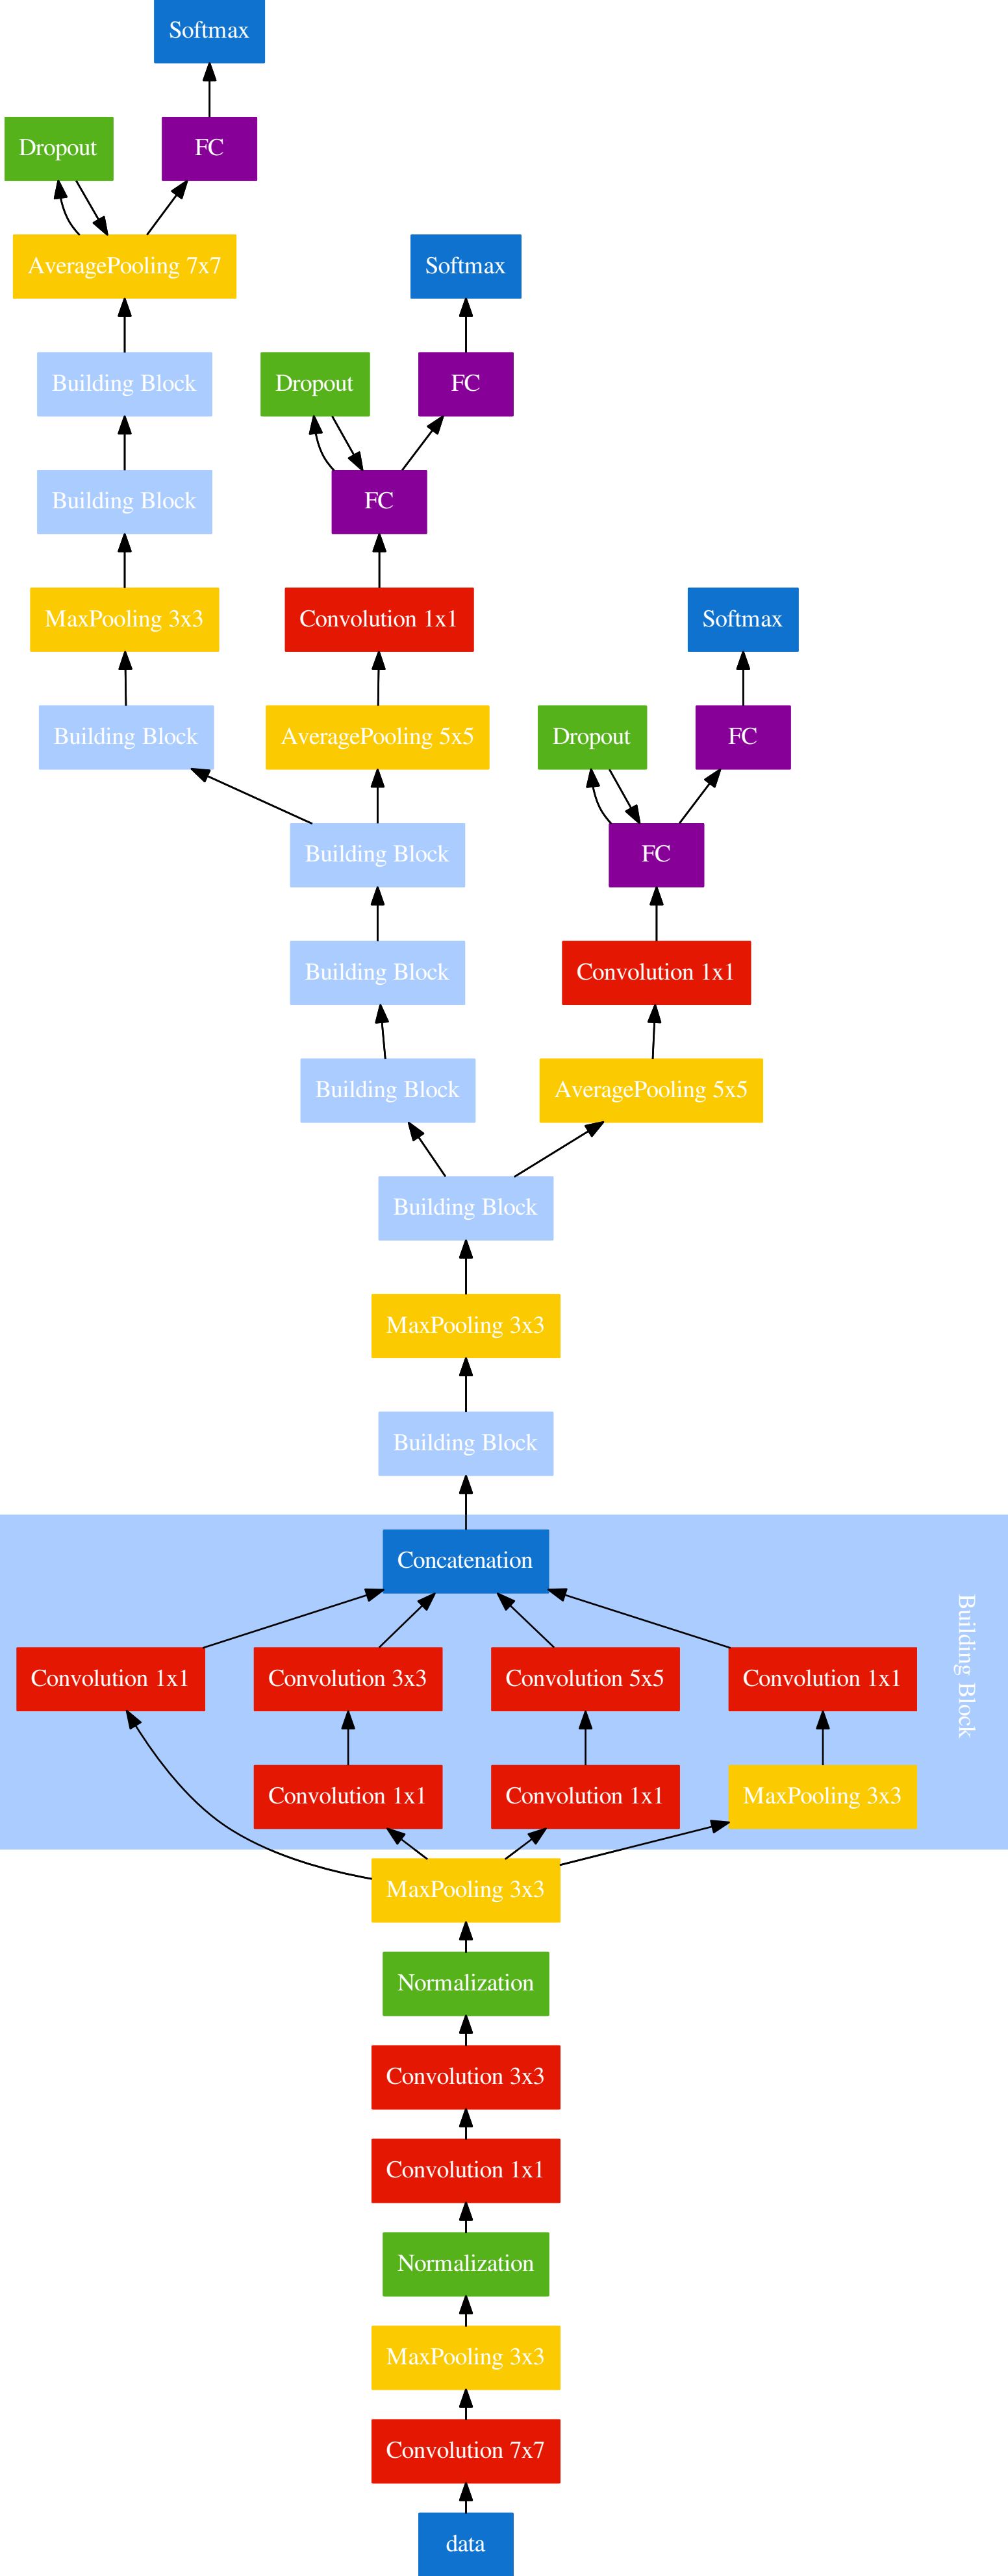 Softmax
Dropout
FC
AveragePooling 7x7
Softmax
Building Block
Dropout
FC
Building Block
FC
MaxPooling 3x3
Convolution 1x1
Softmax
Building Block
AveragePooling 5x5
Dropout
FC
Building Block
FC
Building Block
Convolution 1x1
Building Block
AveragePooling 5x5
Building Block
MaxPooling 3x3
Building Block
Concatenation
Building Block
Convolution 1x1
Convolution 3x3
Convolution 5x5
Convolution 1x1
Convolution 1x1
Convolution 1x1
MaxPooling 3x3
MaxPooling 3x3
Normalization
Convolution 3x3
Convolution 1x1
Normalization
MaxPooling 3x3
Convolution 7x7
data